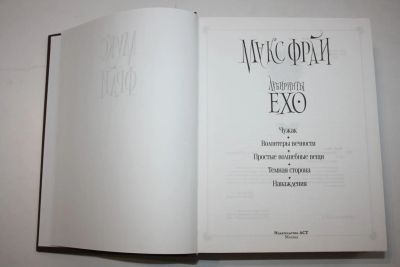 МАКС ФРАЙ
ЛАБИРИНТЫ
ЕХО
Чужак
Волонтеры вечности
Простые волшебные вещи
Темная сторона
Наваждения
Издательство АСТ
Москва